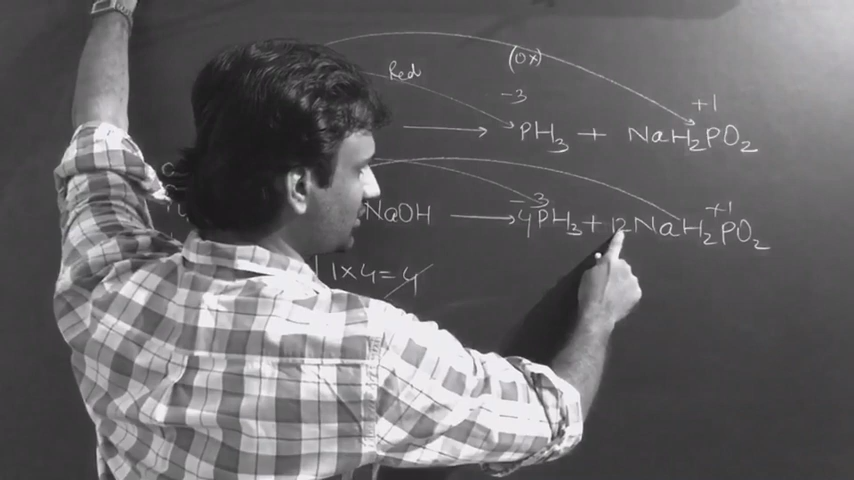 (Ox)
Red
-3 +1
⟶ PH₃ + NaH₂PO₂
-3 +1
NaOH ⟶ 4PH₃ + 12NaH₂PO₂
1×4=4